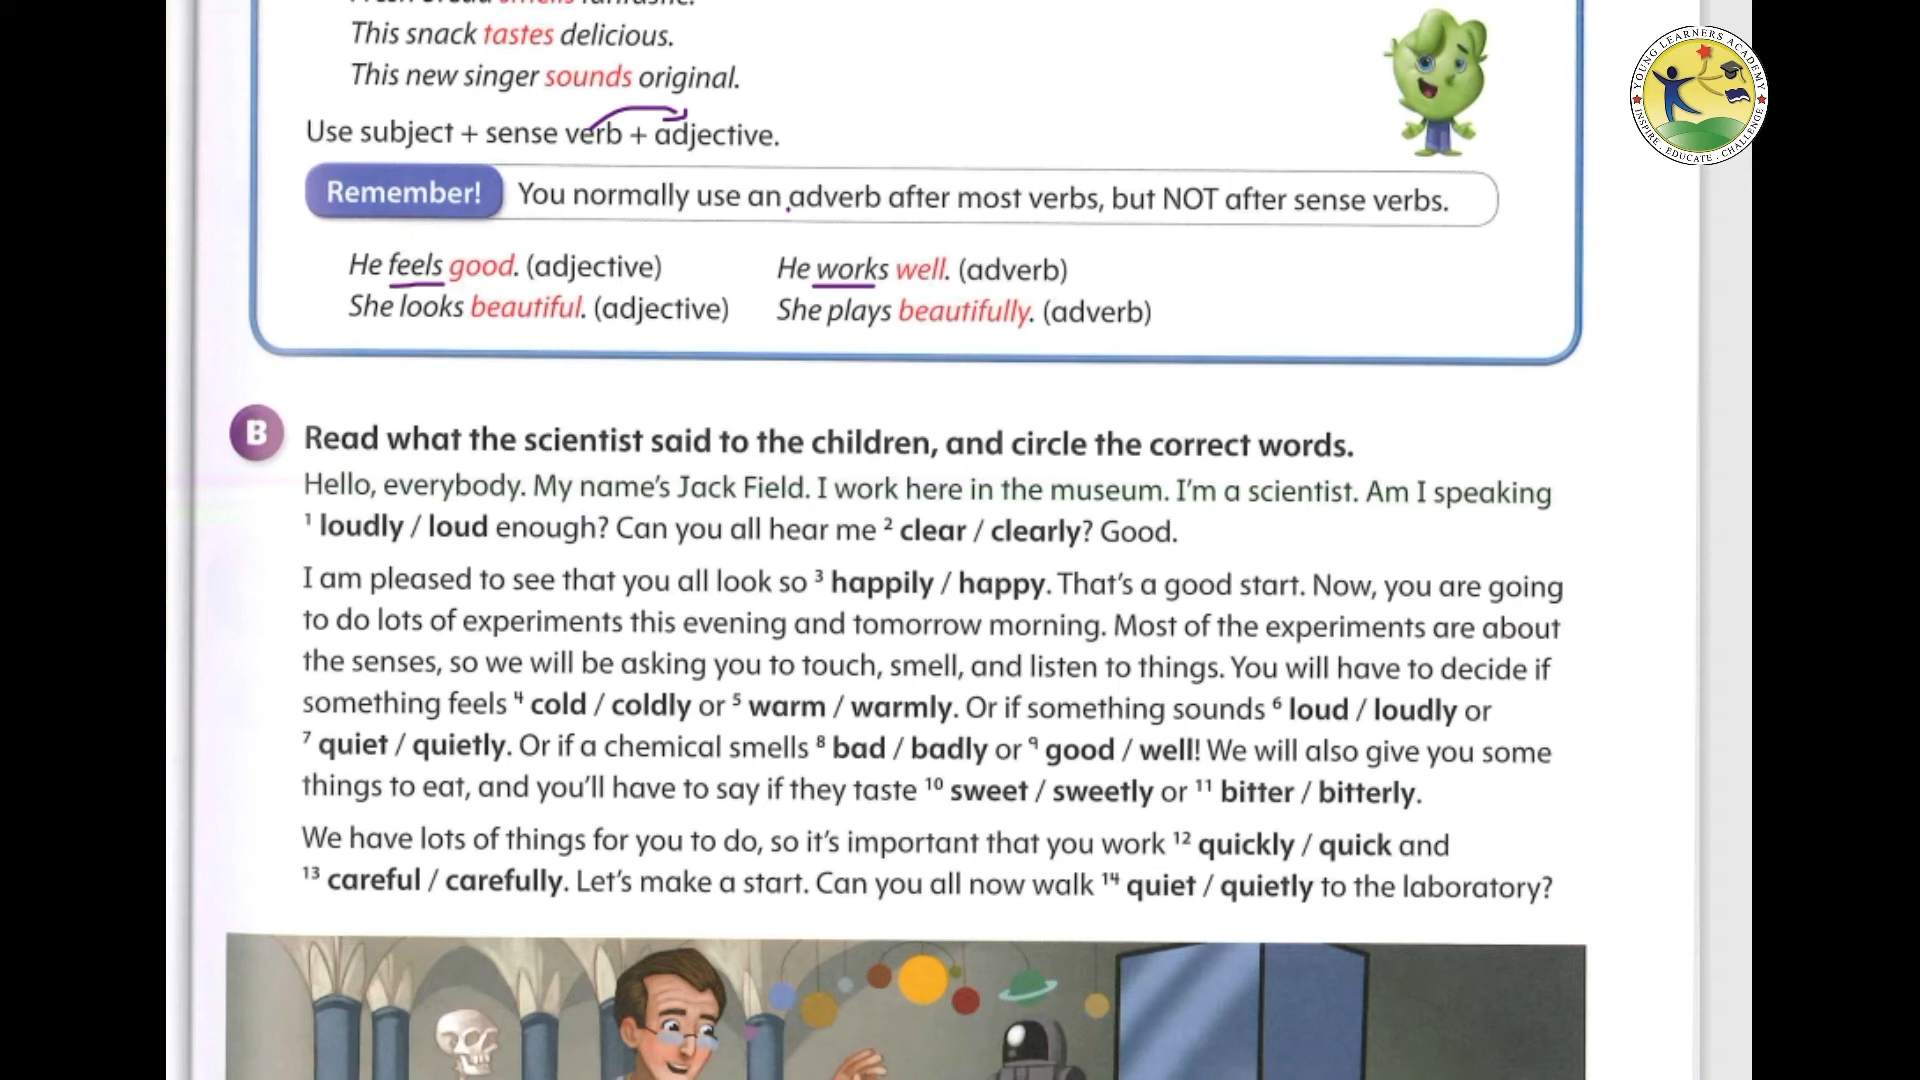 This snack tastes delicious.
This new singer sounds original.
Use subject + sense verb + adjective.
Remember! You normally use an adverb after most verbs, but NOT after sense verbs.
He feels good. (adjective) He works well. (adverb)
She looks beautiful. (adjective) She plays beautifully. (adverb)
B Read what the scientist said to the children, and circle the correct words.
Hello, everybody. My name's Jack Field. I work here in the museum. I'm a scientist. Am I speaking
1 loudly / loud enough? Can you all hear me 2 clear / clearly? Good.
I am pleased to see that you all look so 3 happily / happy. That's a good start. Now, you are going
to do lots of experiments this evening and tomorrow morning. Most of the experiments are about
the senses, so we will be asking you to touch, smell, and listen to things. You will have to decide if
something feels 4 cold / coldly or 5 warm / warmly. Or if something sounds 6 loud / loudly or
7 quiet / quietly. Or if a chemical smells 8 bad / badly or 9 good / well! We will also give you some
things to eat, and you'll have to say if they taste 10 sweet / sweetly or 11 bitter / bitterly.
We have lots of things for you to do, so it's important that you work 12 quickly / quick and
13 careful / carefully. Let's make a start. Can you all now walk 14 quiet / quietly to the laboratory?
YOUNG LEARNERS ACADEMY
INSPIRE . EDUCATE . CHALLENGE